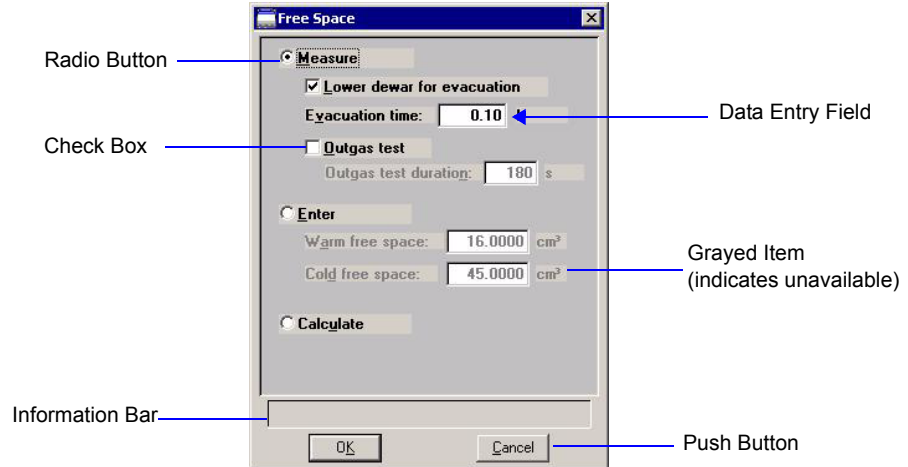 Free Space
Radio Button
Measure
Lower dewar for evacuation
Evacuation time: 0.10
Data Entry Field
Check Box
Outgas test
Outgas test duration: 180 s
Enter
Warm free space: 16.0000 cm³
Cold free space: 45.0000 cm³
Grayed Item
(indicates unavailable)
Calculate
Information Bar
OK
Cancel
Push Button